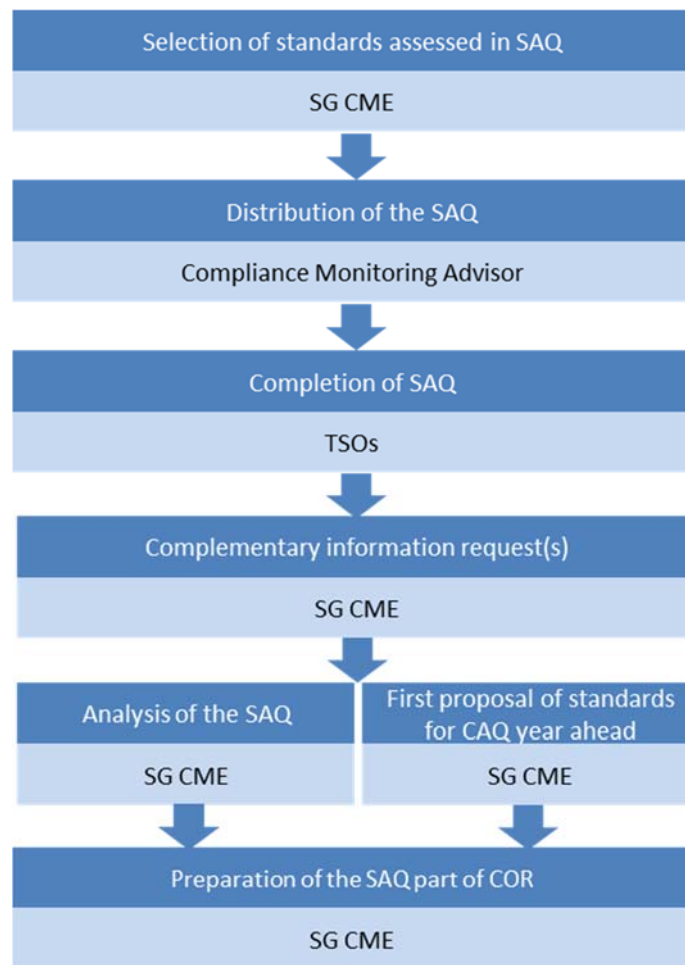 Selection of standards assessed in SAQ
SG CME
Distribution of the SAQ
Compliance Monitoring Advisor
Completion of SAQ
TSOs
Complementary information request(s)
SG CME
Analysis of the SAQ
SG CME
First proposal of standards
for CAQ year ahead
SG CME
Preparation of the SAQ part of COR
SG CME